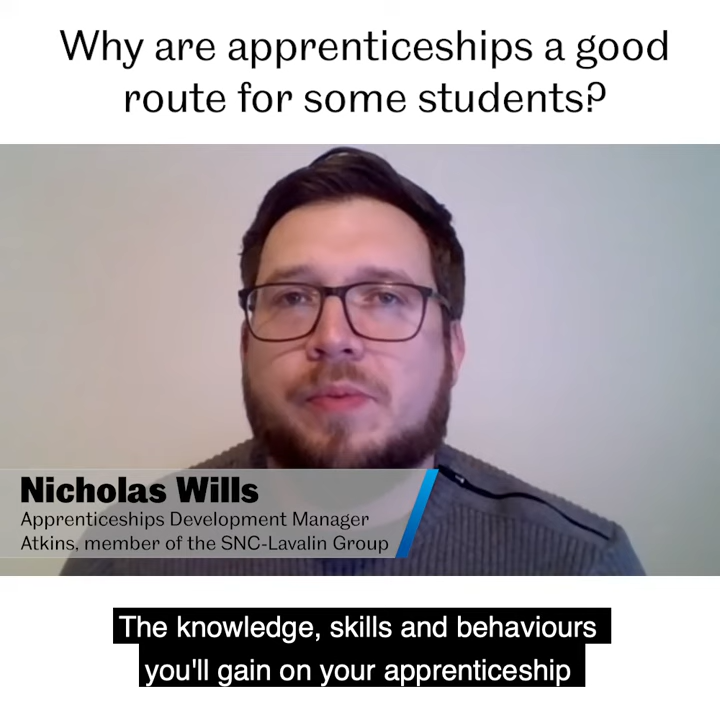 Why are apprenticeships a good
route for some students?
Nicholas Wills
Apprenticeships Development Manager
Atkins, member of the SNC-Lavalin Group
The knowledge, skills and behaviours
you'll gain on your apprenticeship